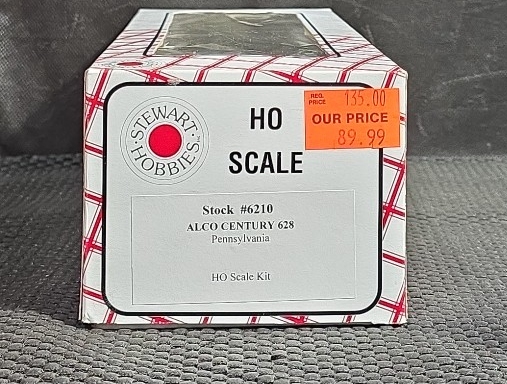 STEWART HOBBIES
HO
SCALE
REG. PRICE 135.00
OUR PRICE
89.99
Stock #6210
ALCO CENTURY 628
Pennsylvania
HO Scale Kit